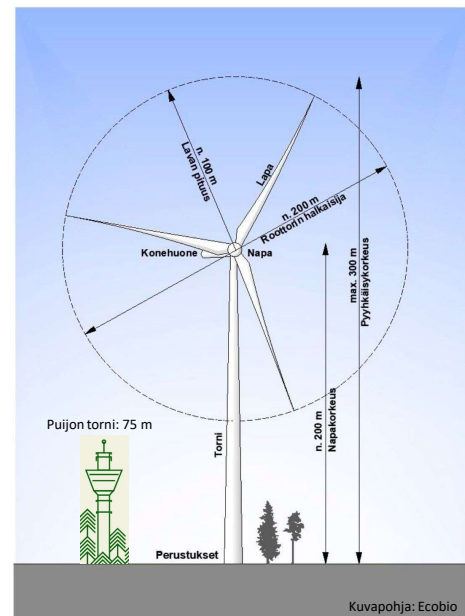 n. 100 m
Lavan pituus
Lapa
n. 200 m
Roottorin halkaisija
Konehuone
Napa
max. 300 m
Pyyhkäisykorkeus
n. 200 m
Napakorkeus
Puijon torni: 75 m
Torni
Perustukset
Kuvapohja: Ecobio